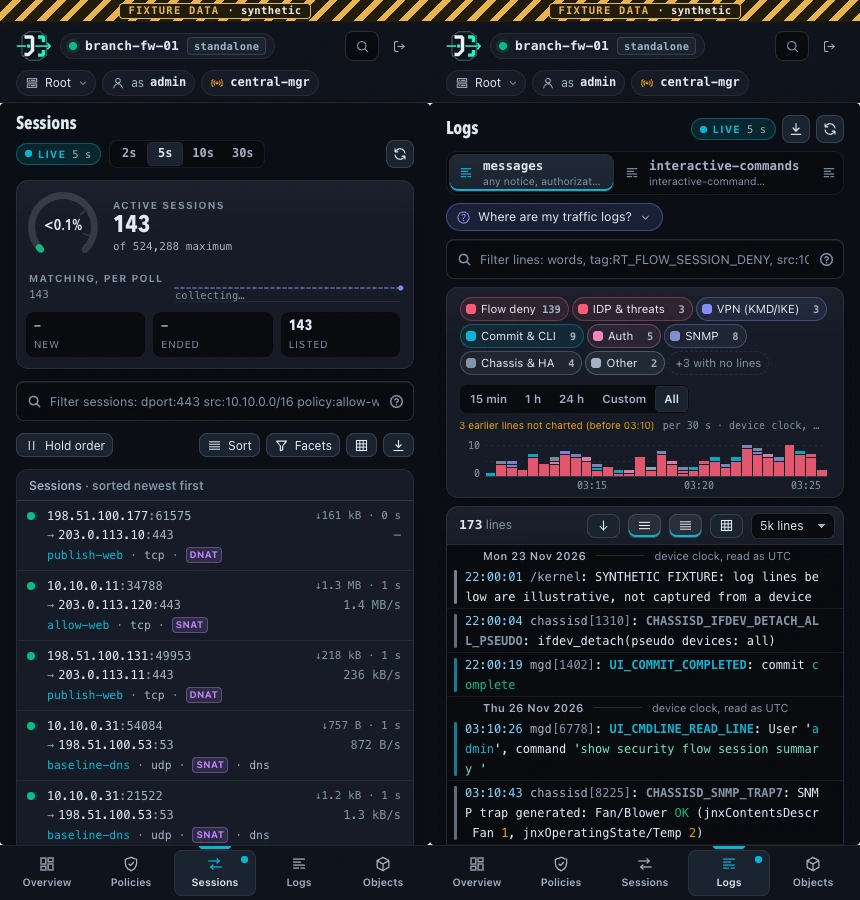 FIXTURE DATA · synthetic
branch-fw-01 standalone
Root as admin central-mgr
Sessions
LIVE 5 s 2s 5s 10s 30s
<0.1%
ACTIVE SESSIONS
143
of 524,288 maximum
MATCHING, PER POLL
143
collecting…
– – 143
NEW ENDED LISTED
Filter sessions: dport:443 src:10.10.0.0/16 policy:allow-w
Hold order Sort Facets
Sessions · sorted newest first
198.51.100.177:61575 ↓161 kB · 0 s
→ 203.0.113.10:443 –
publish-web · tcp · DNAT
10.10.0.11:34788 ↓1.3 MB · 1 s
→ 203.0.113.120:443 1.4 MB/s
allow-web · tcp · SNAT
198.51.100.131:49953 ↓218 kB · 1 s
→ 203.0.113.11:443 236 kB/s
publish-web · tcp · DNAT
10.10.0.31:54084 ↓757 B · 1 s
→ 198.51.100.53:53 872 B/s
baseline-dns · udp · SNAT · dns
10.10.0.31:21522 ↓1.2 kB · 1 s
→ 198.51.100.53:53 1.3 kB/s
baseline-dns · udp · SNAT · dns
Overview Policies Sessions Logs Objects
FIXTURE DATA · synthetic
branch-fw-01 standalone
Root as admin central-mgr
Logs
LIVE 5 s
messages interactive-commands
any notice, authorizat… interactive-command…
Where are my traffic logs?
Filter lines: words, tag:RT_FLOW_SESSION_DENY, src:10
Flow deny 139 IDP & threats 3 VPN (KMD/IKE) 3
Commit & CLI 9 Auth 5 SNMP 8
Chassis & HA 4 Other 2 +3 with no lines
15 min 1 h 24 h Custom All
3 earlier lines not charted (before 03:10) per 30 s · device clock, …
10
0
03:15 03:20 03:25
173 lines 5k lines
Mon 23 Nov 2026 device clock, read as UTC
22:00:01 /kernel: SYNTHETIC FIXTURE: log lines be
low are illustrative, not captured from a device
22:00:04 chassisd[1310]: CHASSISD_IFDEV_DETACH_AL
L_PSEUDO: ifdev_detach(pseudo devices: all)
22:00:19 mgd[1402]: UI_COMMIT_COMPLETED: commit c
omplete
Thu 26 Nov 2026 device clock, read as UTC
03:10:26 mgd[6778]: UI_CMDLINE_READ_LINE: User 'a
dmin', command 'show security flow session summar
y '
03:10:43 chassisd[8225]: CHASSISD_SNMP_TRAP7: SNM
P trap generated: Fan/Blower OK (jnxContentsDescr
Fan 1, jnxOperatingState/Temp 2)
Overview Policies Sessions Logs Objects